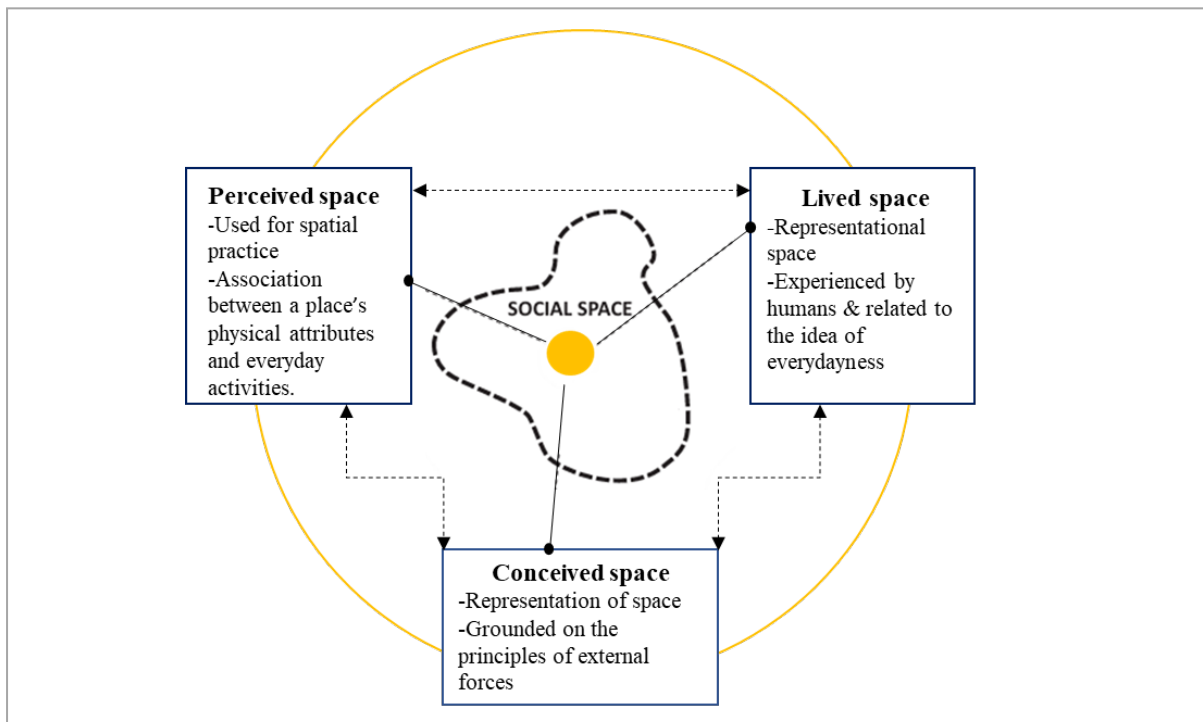 Perceived space
-Used for spatial
practice
-Association
between a place's
physical attributes
and everyday
activities.
Lived space
-Representational
space
-Experienced by
humans & related to
the idea of
everydayness
SOCIAL SPACE
Conceived space
-Representation of space
-Grounded on the
principles of external
forces